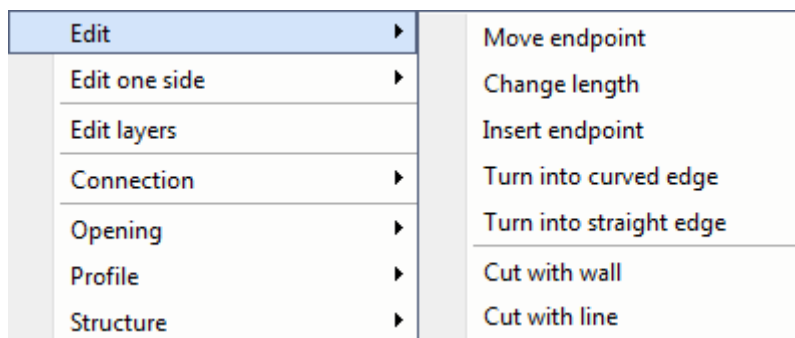 Edit
Edit one side
Edit layers
Connection
Opening
Profile
Structure
Move endpoint
Change length
Insert endpoint
Turn into curved edge
Turn into straight edge
Cut with wall
Cut with line